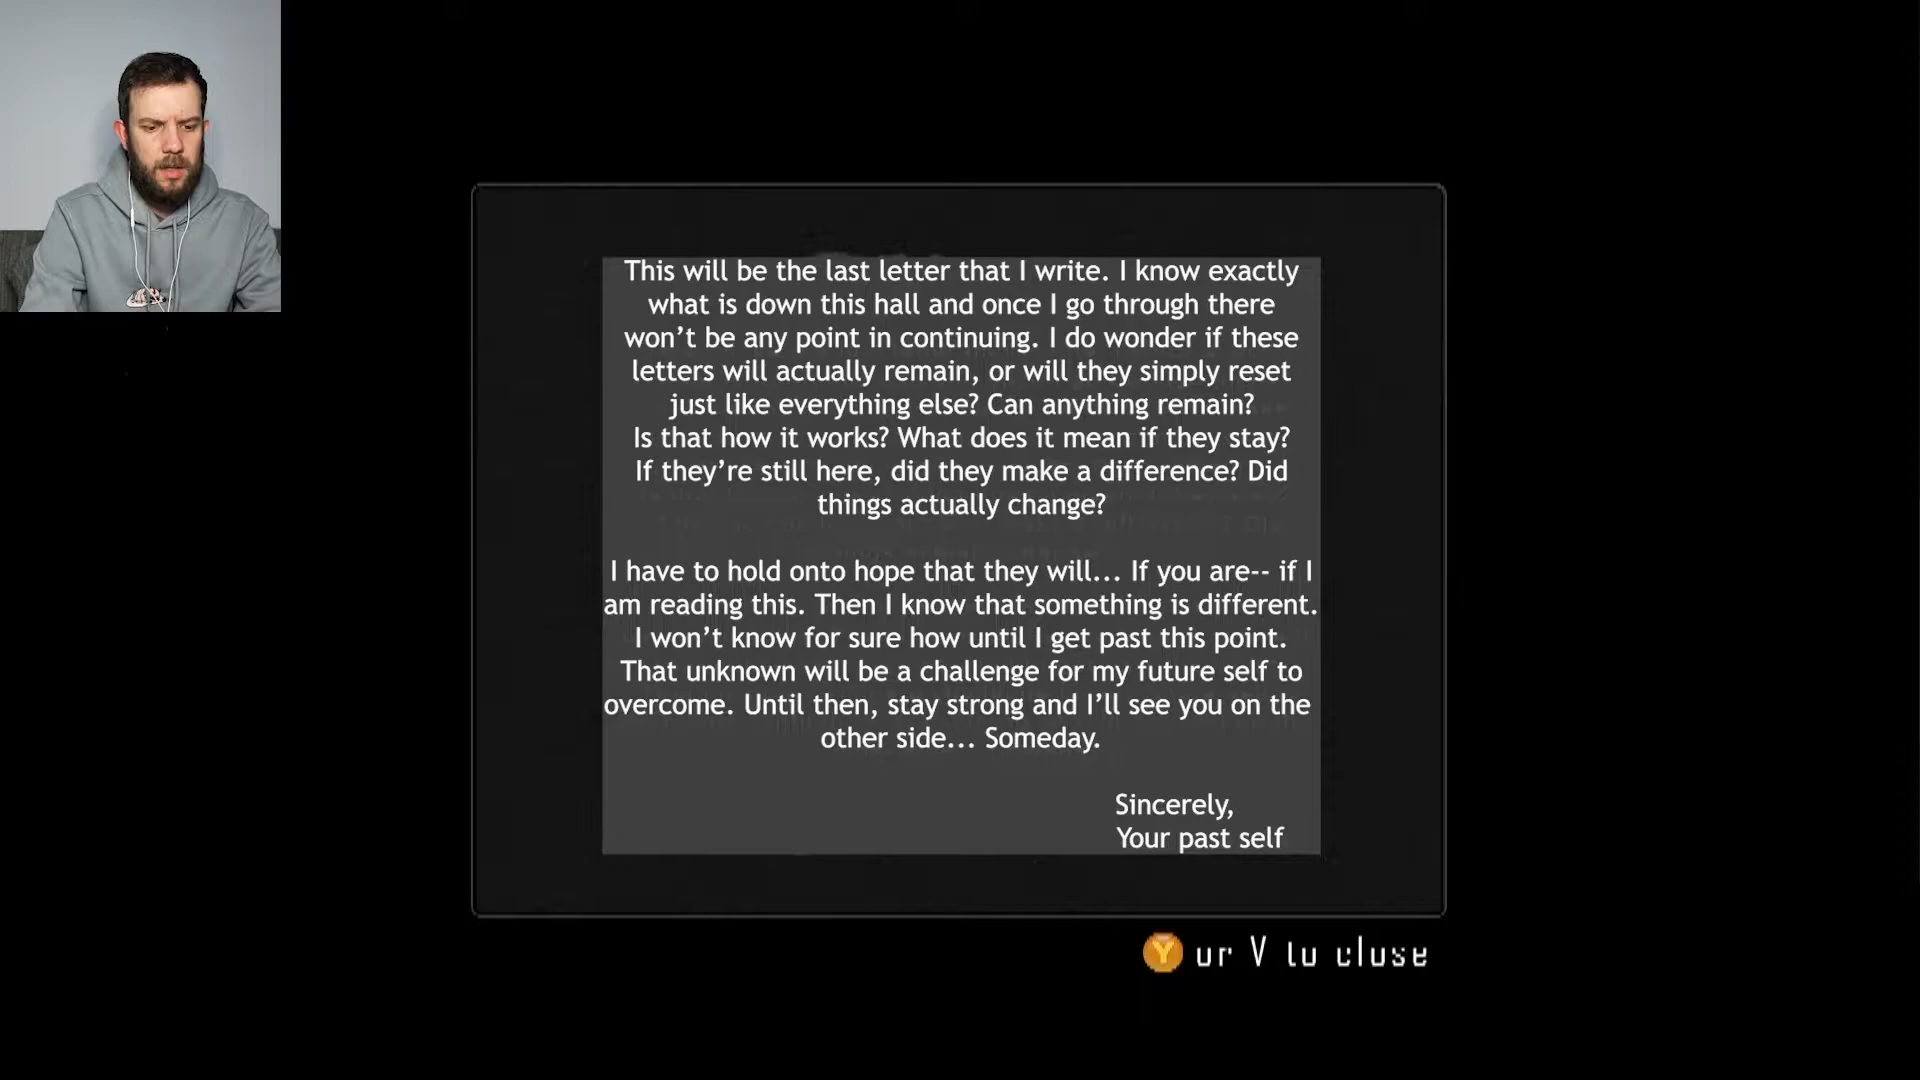 This will be the last letter that I write. I know exactly
what is down this hall and once I go through there
won't be any point in continuing. I do wonder if these
letters will actually remain, or will they simply reset
just like everything else? Can anything remain?
Is that how it works? What does it mean if they stay?
If they're still here, did they make a difference? Did
things actually change?
I have to hold onto hope that they will... If you are-- if I
am reading this. Then I know that something is different.
I won't know for sure how until I get past this point.
That unknown will be a challenge for my future self to
overcome. Until then, stay strong and I'll see you on the
other side... Someday.
Sincerely,
Your past self
Y or V to close